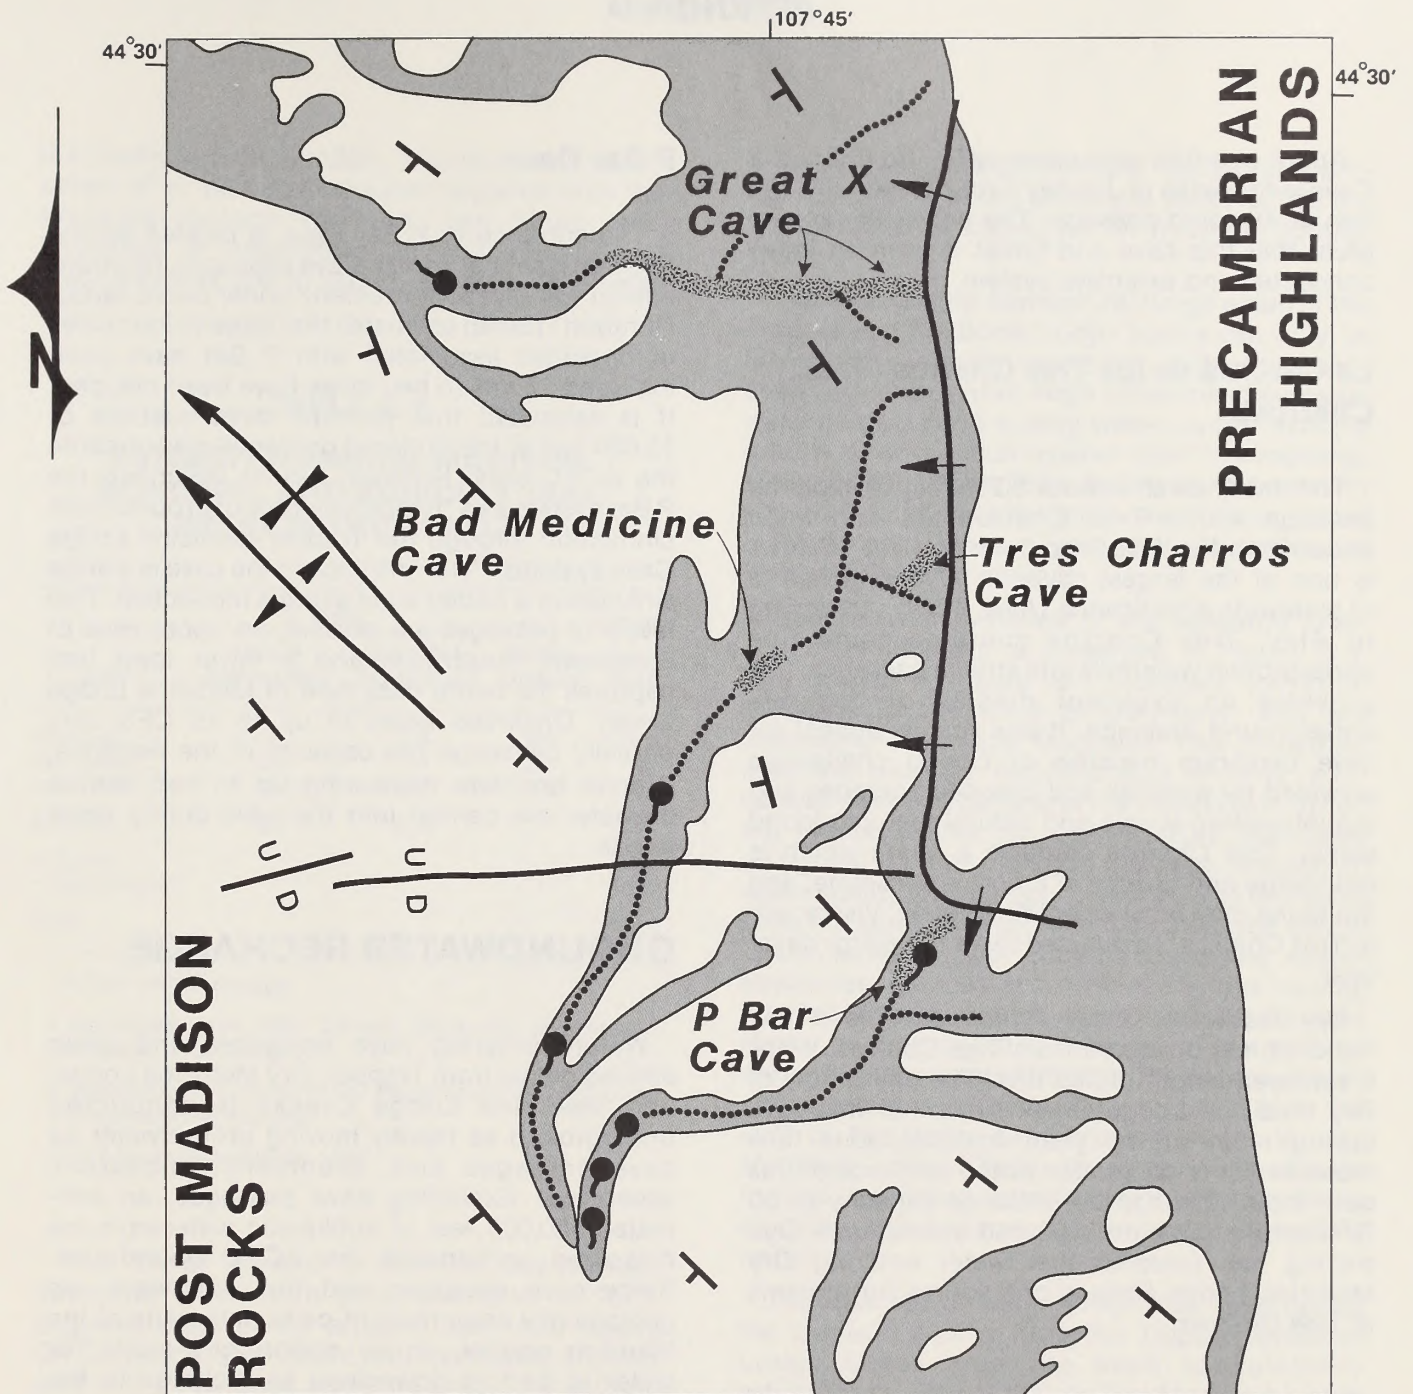 107°45'
44°30'
44°30'
PRECAMBRIAN
HIGHLANDS
Great X
Cave
N
Bad Medicine
Cave
Tres Charros
Cave
U
D
U
D
P Bar
Cave
POST MADISON
ROCKS